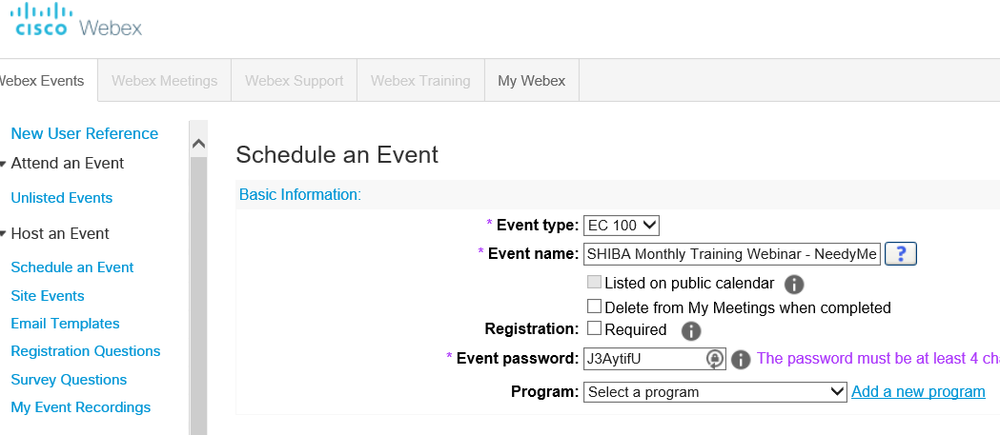 CISCO Webex
Webex Events Webex Meetings Webex Support Webex Training My Webex
New User Reference
Attend an Event
Unlisted Events
Host an Event
Schedule an Event
Site Events
Email Templates
Registration Questions
Survey Questions
My Event Recordings
Schedule an Event
Basic Information:
* Event type: EC 100
* Event name: SHIBA Monthly Training Webinar - NeedyMe ?
Listed on public calendar i
Delete from My Meetings when completed
Registration: Required i
* Event password: J3AytifU i The password must be at least 4 cha
Program: Select a program Add a new program